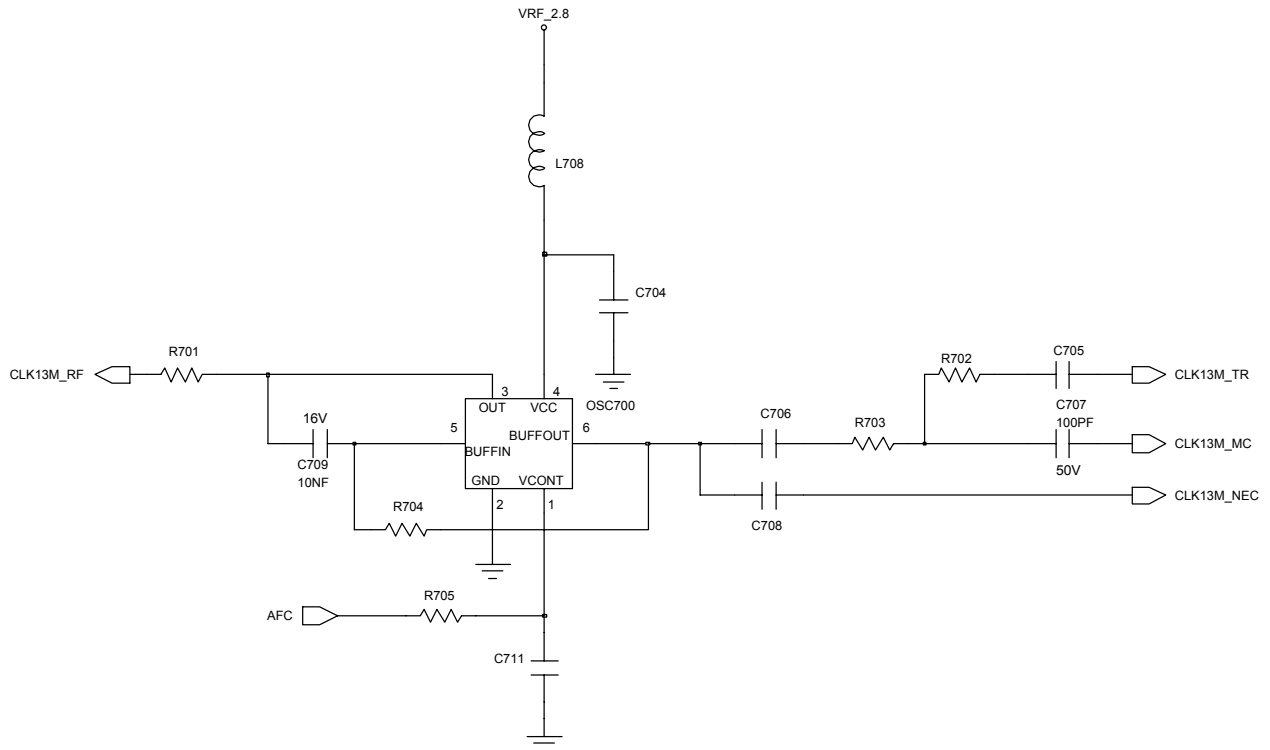 VRF_2.8
L708
C704
R701
CLK13M_RF
3
4
OUT
VCC
OSC700
R702
C705
CLK13M_TR
C707
100PF
16V
5
BUFFIN
BUFFOUT
6
C706
R703
CLK13M_MC
50V
C709
10NF
GND
VCONT
2
1
R704
C708
CLK13M_NEC
R705
AFC
C711